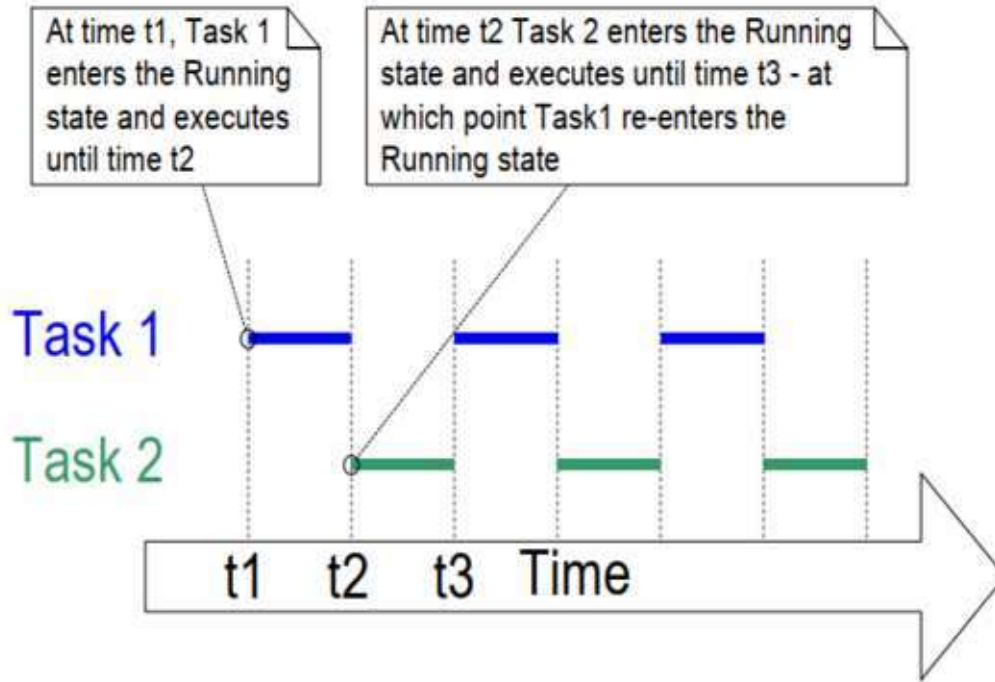 At time t1, Task 1
enters the Running
state and executes
until time t2
At time t2 Task 2 enters the Running
state and executes until time t3 - at
which point Task1 re-enters the
Running state
Task 1
Task 2
t1 t2 t3 Time